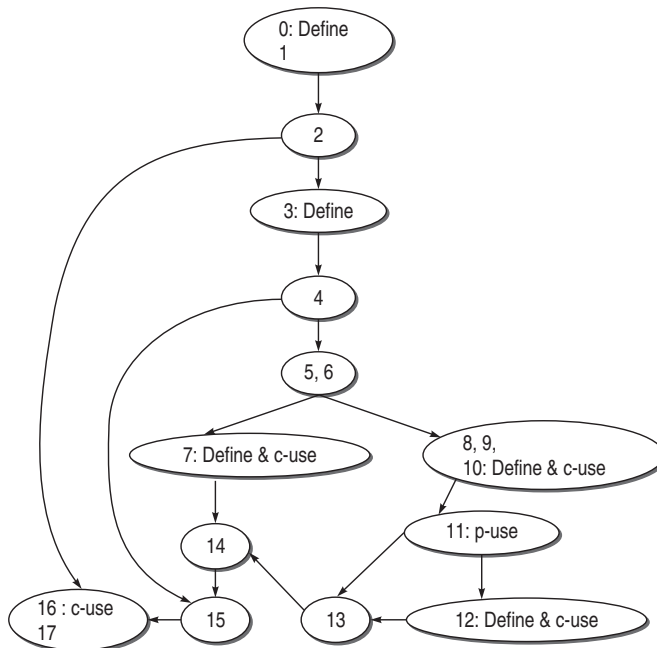 0: Define
1
2
3: Define
4
5, 6
7: Define & c-use
8, 9,
10: Define & c-use
11: p-use
14
16 : c-use
17
15
13
12: Define & c-use